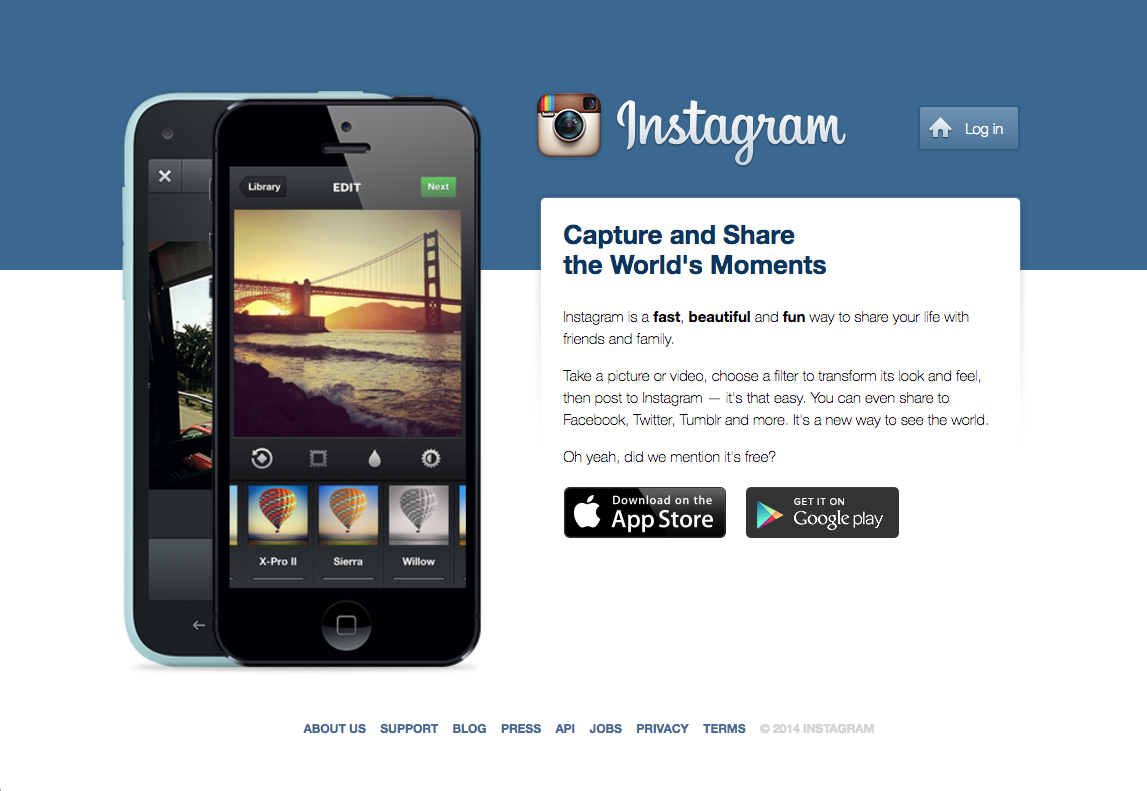 Instagram
Log in
Library
EDIT
Next
X-Pro II
Sierra
Willow
Capture and Share
the World's Moments
Instagram is a fast, beautiful and fun way to share your life with
friends and family.
Take a picture or video, choose a filter to transform its look and feel,
then post to Instagram — it's that easy. You can even share to
Facebook, Twitter, Tumblr and more. It's a new way to see the world.
Oh yeah, did we mention it's free?
Download on the
App Store
GET IT ON
Google play
ABOUT US SUPPORT BLOG PRESS API JOBS PRIVACY TERMS © 2014 INSTAGRAM